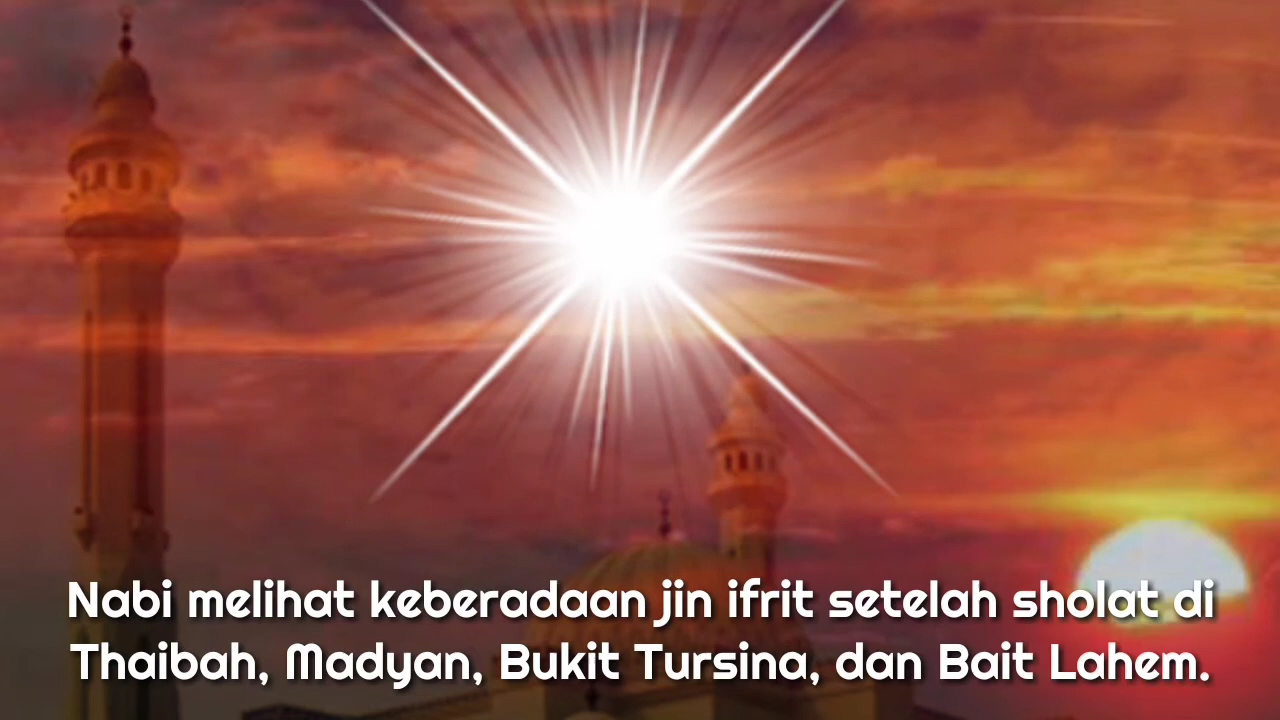 Nabi melihat keberadaan jin ifrit setelah sholat di
Thaibah, Madyan, Bukit Tursina, dan Bait Lahem.